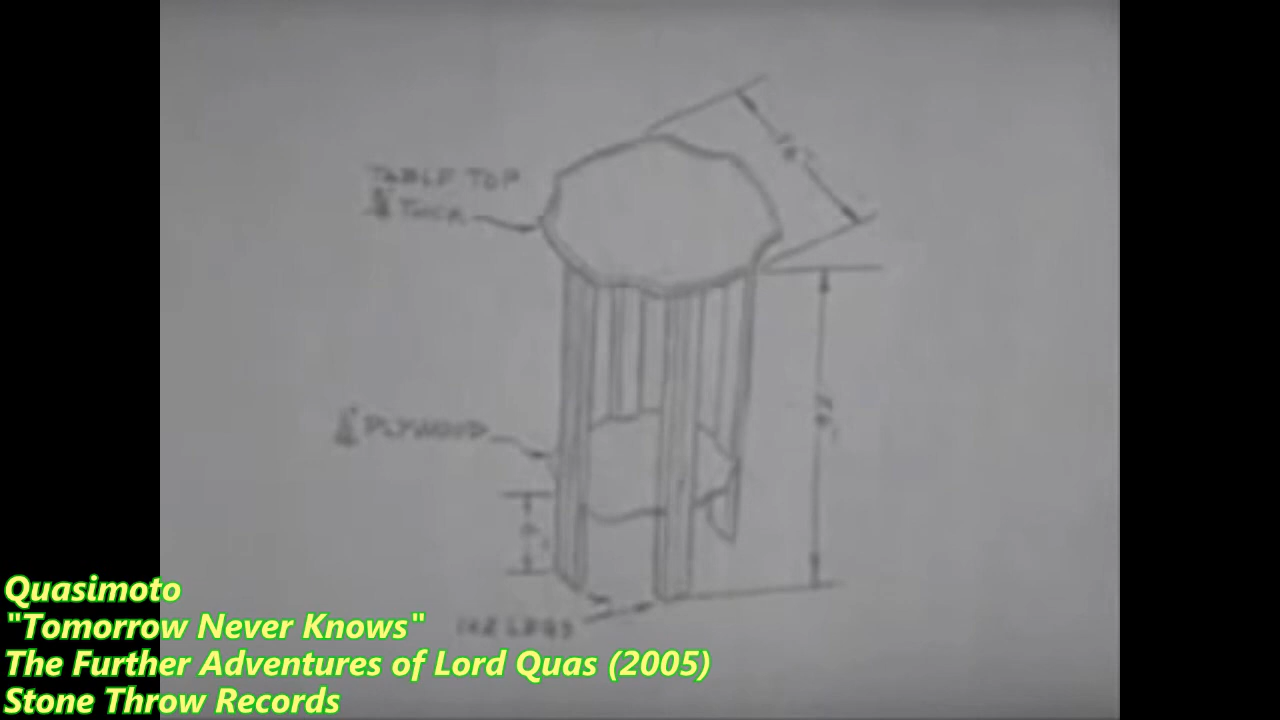 TABLE TOP
THICK
PLYWOOD
LEGS
Quasimoto
"Tomorrow Never Knows"
The Further Adventures of Lord Quas (2005)
Stone Throw Records